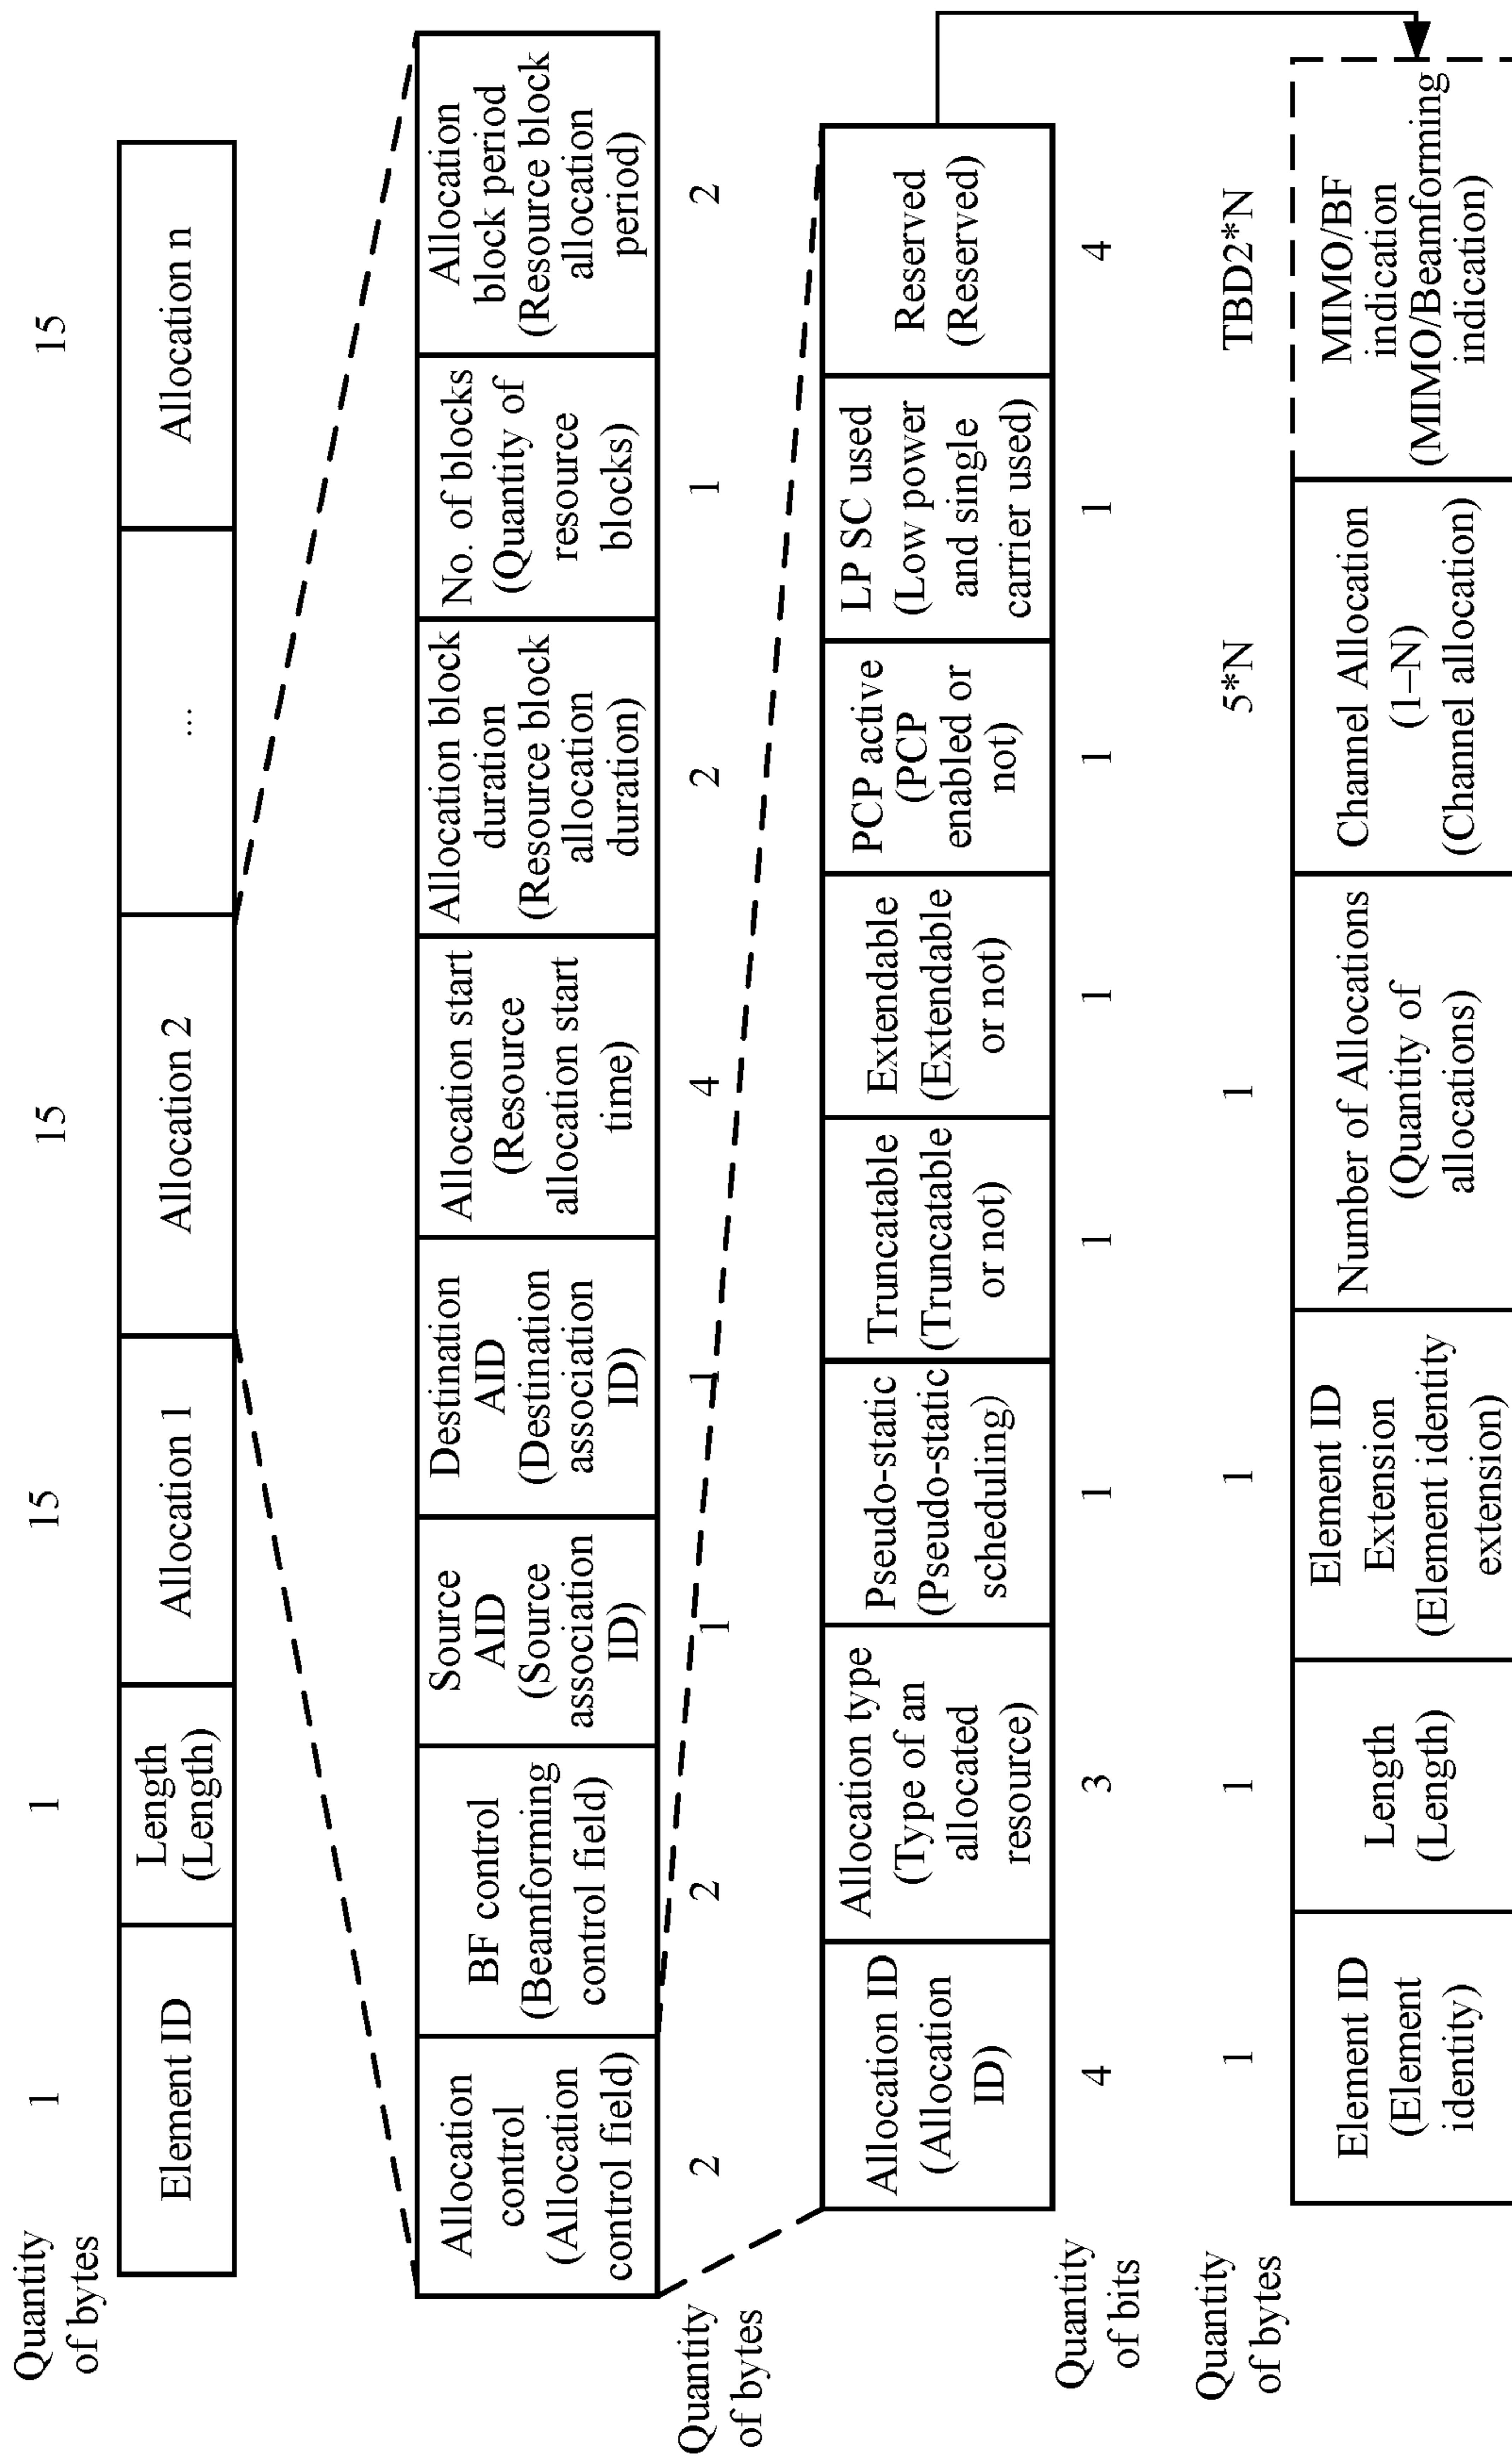 Quantity
of bytes
1
1
15
15
15
Element ID
Length
(Length)
Allocation 1
Allocation 2
...
Allocation n
Allocation
control
(Allocation
control field)
BF control
(Beamforming
control field)
Source
AID
(Source
association
ID)
Destination
AID
(Destination
association
ID)
Allocation start
(Resource
allocation start
time)
Allocation block
duration
(Resource block
allocation
duration)
No. of blocks
(Quantity of
resource
blocks)
Allocation
block period
(Resource block
allocation
period)
Quantity
of bytes
2
2
1
1
4
2
1
2
Allocation ID
(Allocation
ID)
Allocation type
(Type of an
allocated
resource)
Pseudo-static
(Pseudo-static
scheduling)
Truncatable
(Truncatable
or not)
Extendable
(Extendable
or not)
PCP active
(PCP
enabled or
not)
LP SC used
(Low power
and single
carrier used)
Reserved
(Reserved)
Quantity
of bits
4
3
1
1
1
1
1
4
Quantity
of bytes
1
1
1
1
5*N
TBD2*N
Element ID
(Element
identity)
Length
(Length)
Element ID
Extension
(Element identity
extension)
Number of Allocations
(Quantity of
allocations)
Channel Allocation
(1–N)
(Channel allocation)
MIMO/BF
indication
(MIMO/Beamforming
indication)